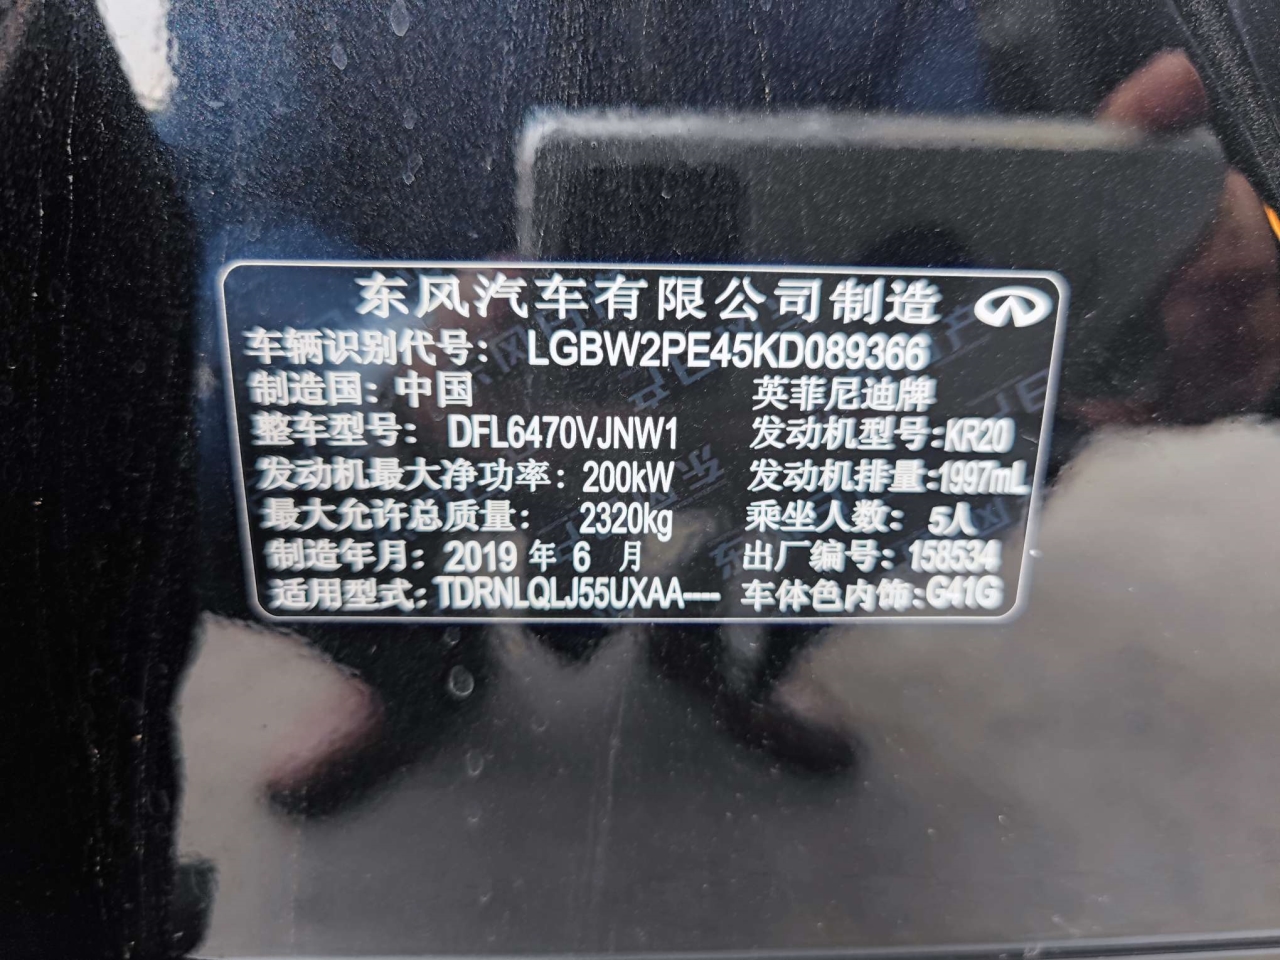 东风汽车有限公司制造
车辆识别代号：LGBW2PE45KD089366
制造国：中国 英菲尼迪牌
整车型号：DFL6470VJNW1 发动机型号：KR20
发动机最大净功率：200kW 发动机排量：1997mL
最大允许总质量：2320kg 乘坐人数：5人
制造年月：2019年6月 出厂编号：158534
适用型式：TDRNLQLJ55UXAA---- 车体色内饰：G41G